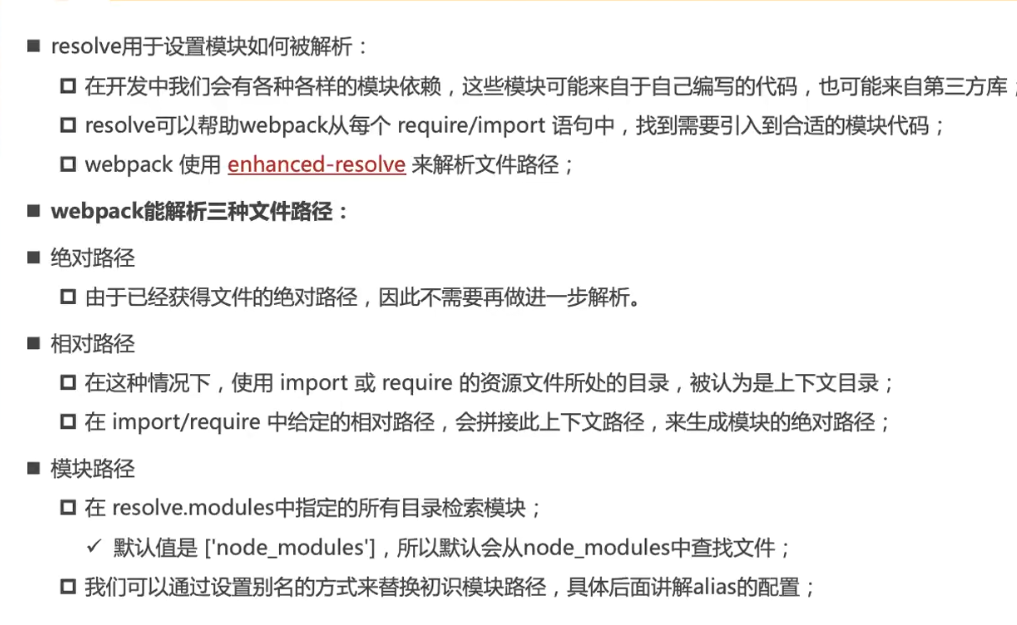 resolve用于设置模块如何被解析：
在开发中我们会有各种各样的模块依赖，这些模块可能来自于自己编写的代码，也可能来自第三方库；
resolve可以帮助webpack从每个 require/import 语句中，找到需要引入到合适的模块代码；
webpack 使用 enhanced-resolve 来解析文件路径；
webpack能解析三种文件路径：
绝对路径
由于已经获得文件的绝对路径，因此不需要再做进一步解析。
相对路径
在这种情况下，使用 import 或 require 的资源文件所处的目录，被认为是上下文目录；
在 import/require 中给定的相对路径，会拼接此上下文路径，来生成模块的绝对路径；
模块路径
在 resolve.modules中指定的所有目录检索模块；
✓ 默认值是 ['node_modules']，所以默认会从node_modules中查找文件；
我们可以通过设置别名的方式来替换初识模块路径，具体后面讲解alias的配置；